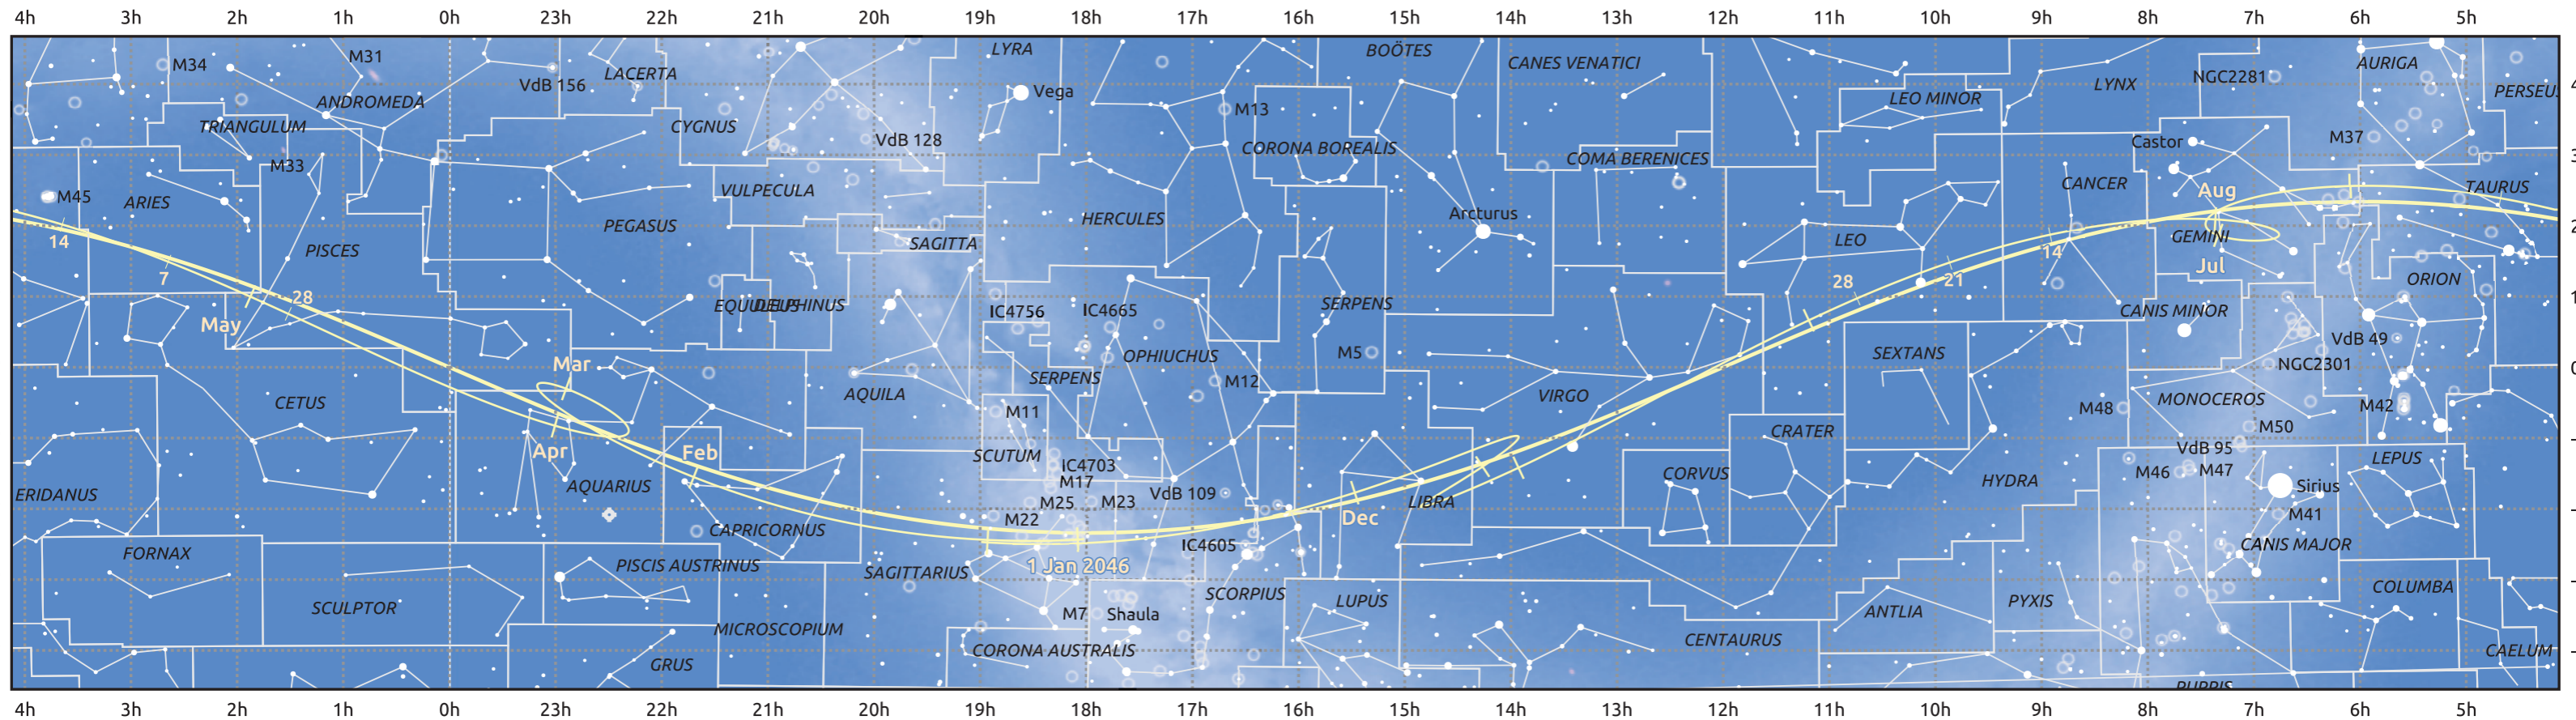 4h 3h 2h 1h 0h 23h 22h 21h 20h 19h 18h 17h 16h 15h 14h 13h 12h 11h 10h 9h 8h 7h 6h 5h
LYRA
BOÖTES
M31
M34
LACERTA
CANES VENATICI
AURIGA
NGC2281
VdB 156
LYNX
4
Vega
PERSEU
ANDROMEDA
LEO MINOR
M13
TRIANGULUM
CYGNUS
VdB 128
M37
Castor
CORONA BOREALIS
3
COMA BERENICES
M33
CANCER
TAURUS
VULPECULA
Aug
M45
ARIES
Arcturus
HERCULES
PEGASUS
2
GEMINI
14
LEO
SAGITTA
PISCES
14
Jul
7
ORION
28
21
28
EQUULEUS
DELPHINUS
SERPENS
1
IC4756
IC4665
CANIS MINOR
May
VdB 49
M5
SEXTANS
OPHIUCHUS
Mar
NGC2301
0
SERPENS
M12
AQUILA
VIRGO
CETUS
MONOCEROS
M42
M48
M11
M50
CRATER
Apr
Feb
VdB 95
SCUTUM
LEPUS
IC4703
M46
M47
CORVUS
M17
HYDRA
Sirius
AQUARIUS
ERIDANUS
VdB 109
M25
M23
LIBRA
M41
Dec
M22
CAPRICORNUS
IC4605
CANIS MAJOR
FORNAX
1 Jan 2046
PISCIS AUSTRINUS
SAGITTARIUS
COLUMBA
SCORPIUS
LUPUS
PYXIS
SCULPTOR
ANTLIA
M7
Shaula
MICROSCOPIUM
CENTAURUS
CORONA AUSTRALIS
CAELUM
GRUS
PUPPIS
4h 3h 2h 1h 0h 23h 22h 21h 20h 19h 18h 17h 16h 15h 14h 13h 12h 11h 10h 9h 8h 7h 6h 5h